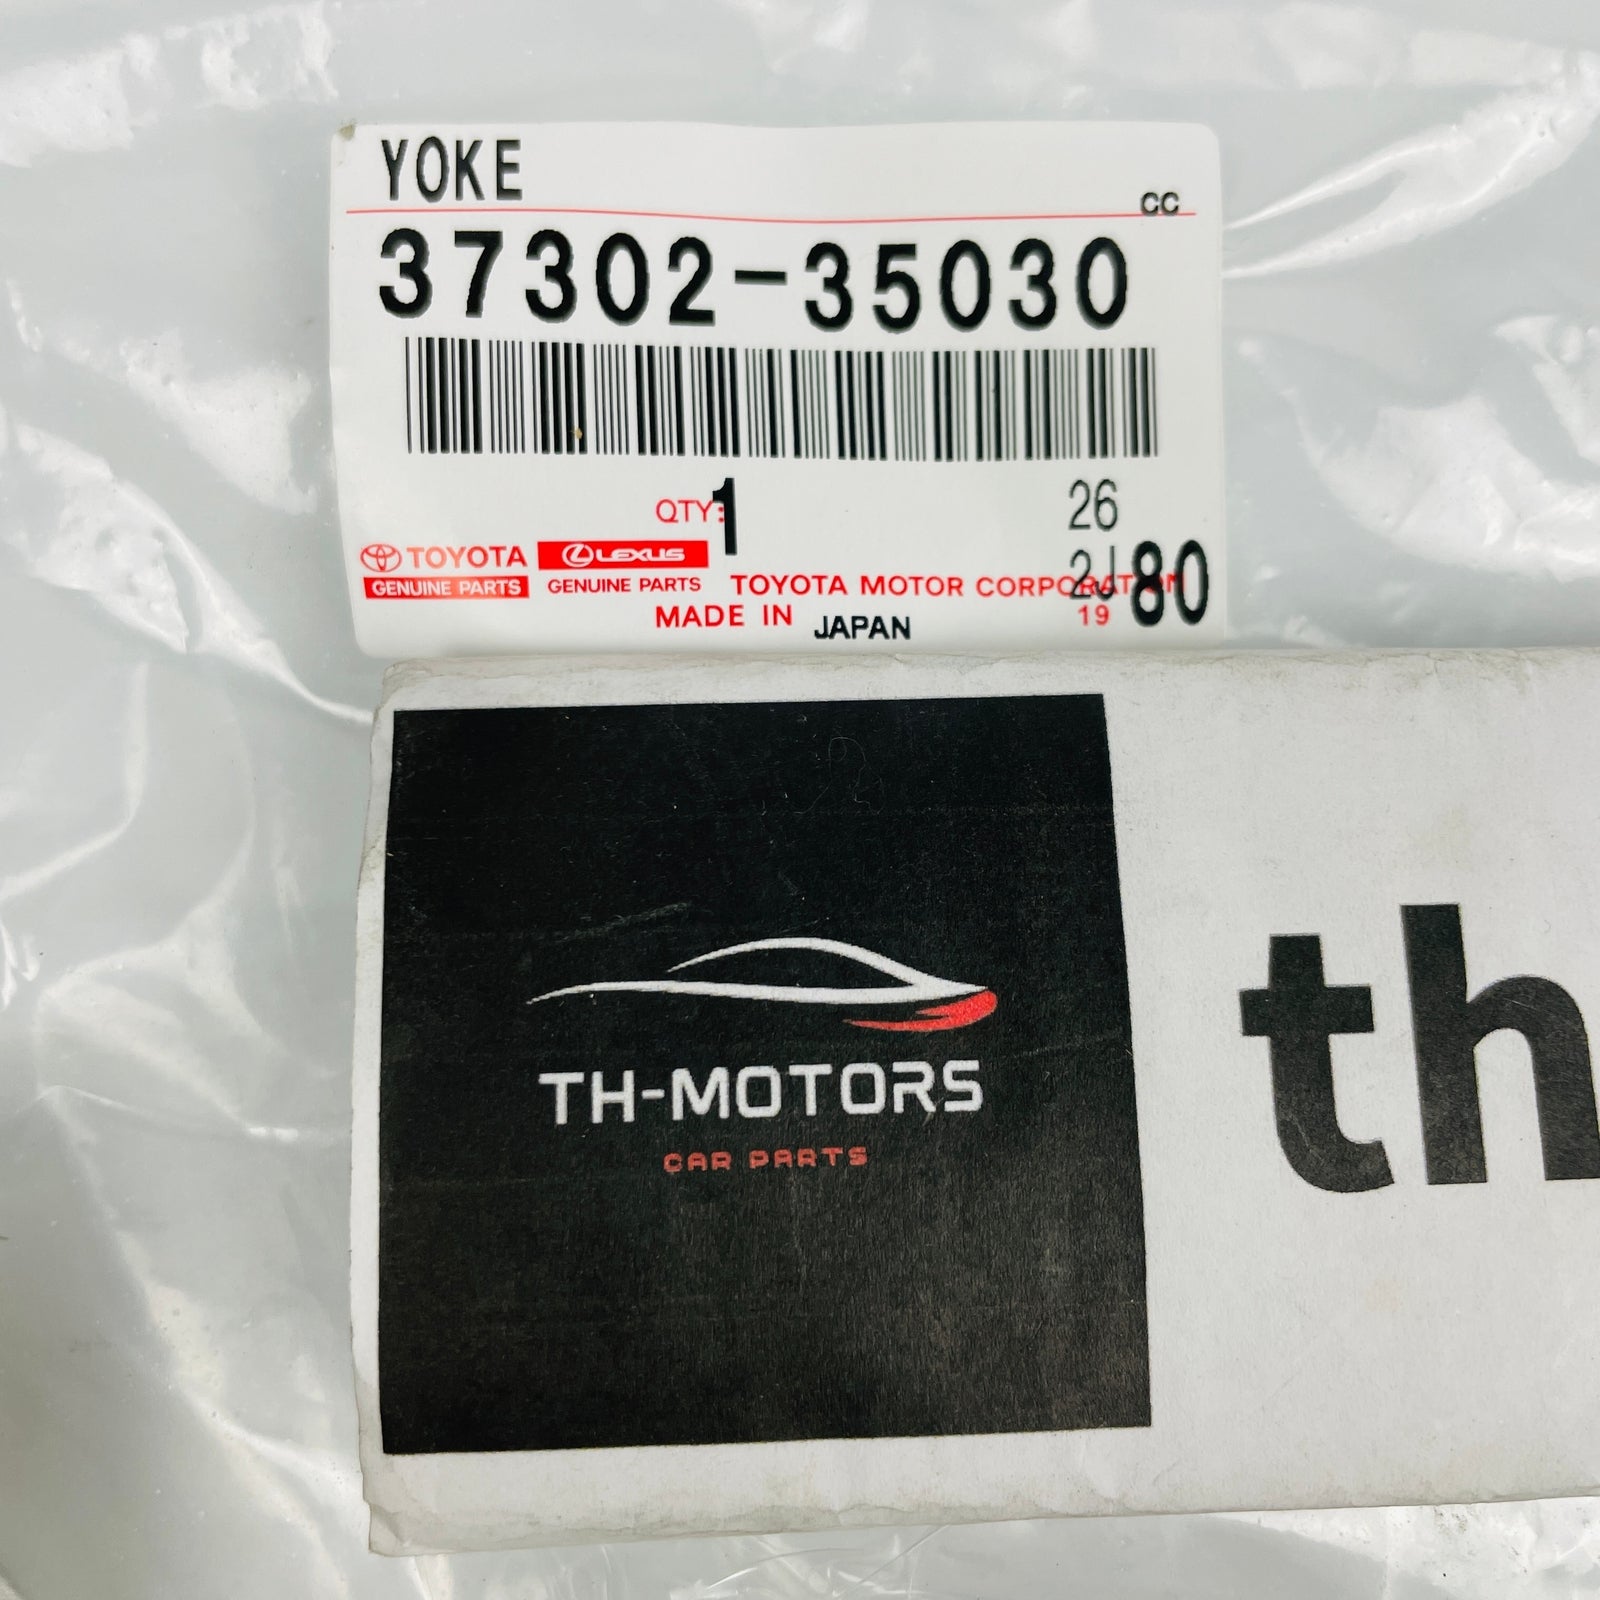 YOKE
CC
37302-35030
QTY: 1
26
TOYOTA LEXUS
2J 80
GENUINE PARTS GENUINE PARTS TOYOTA MOTOR CORPORATION
MADE IN JAPAN
19
TH-MOTORS
CAR PARTS
th